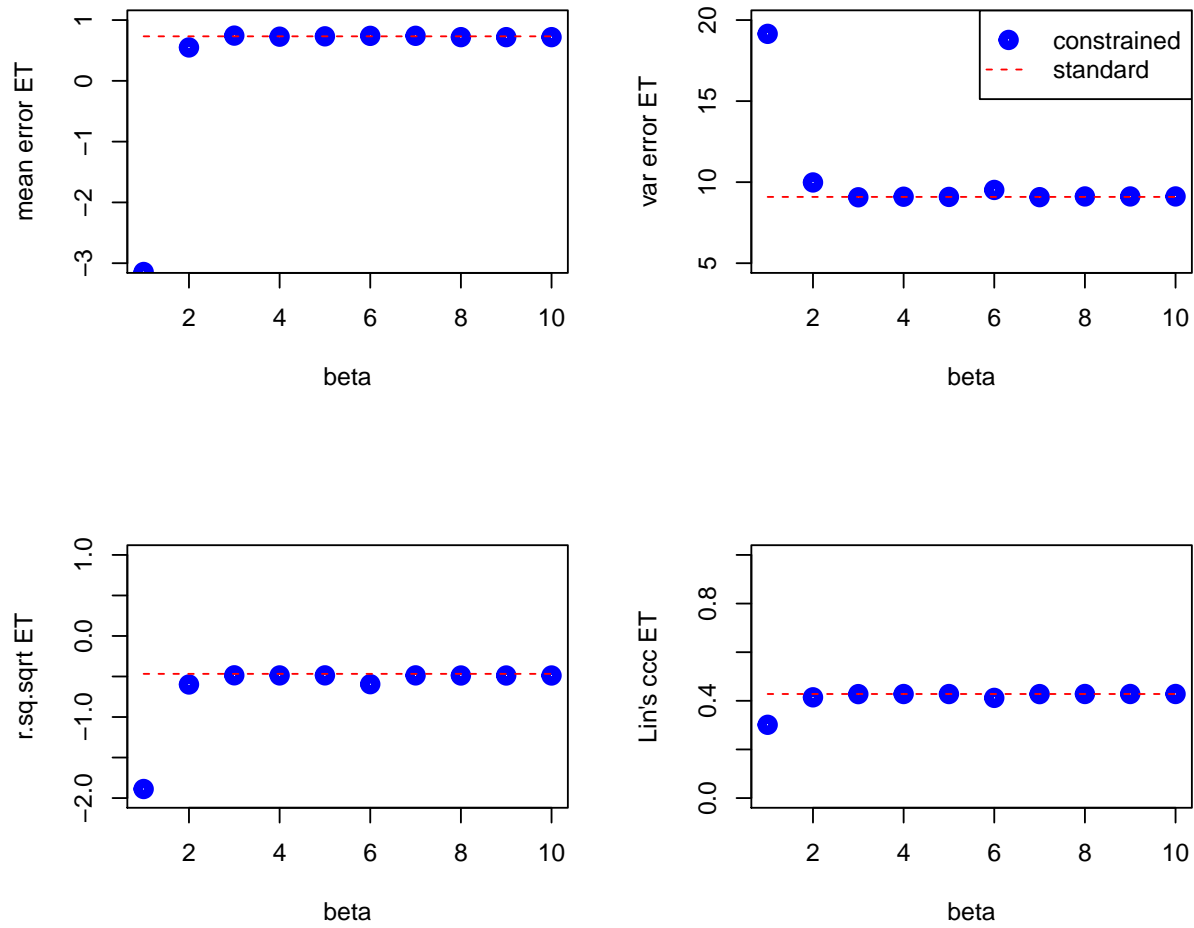 mean error ET
1
0
−1
−2
−3
2 4 6 8 10
beta
var error ET
20
15
10
5
constrained
standard
2 4 6 8 10
beta
r.sq.sqrt ET
1.0
0.0
−1.0
−2.0
2 4 6 8 10
beta
Lin's ccc ET
0.8
0.4
0.0
2 4 6 8 10
beta